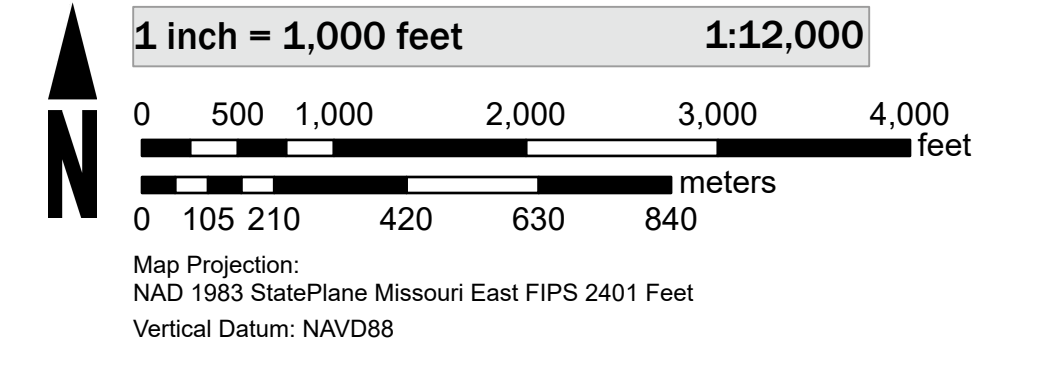 1 inch = 1,000 feet 1:12,000
0 500 1,000 2,000 3,000 4,000
feet
meters
0 105 210 420 630 840
N
Map Projection:
NAD 1983 StatePlane Missouri East FIPS 2401 Feet
Vertical Datum: NAVD88